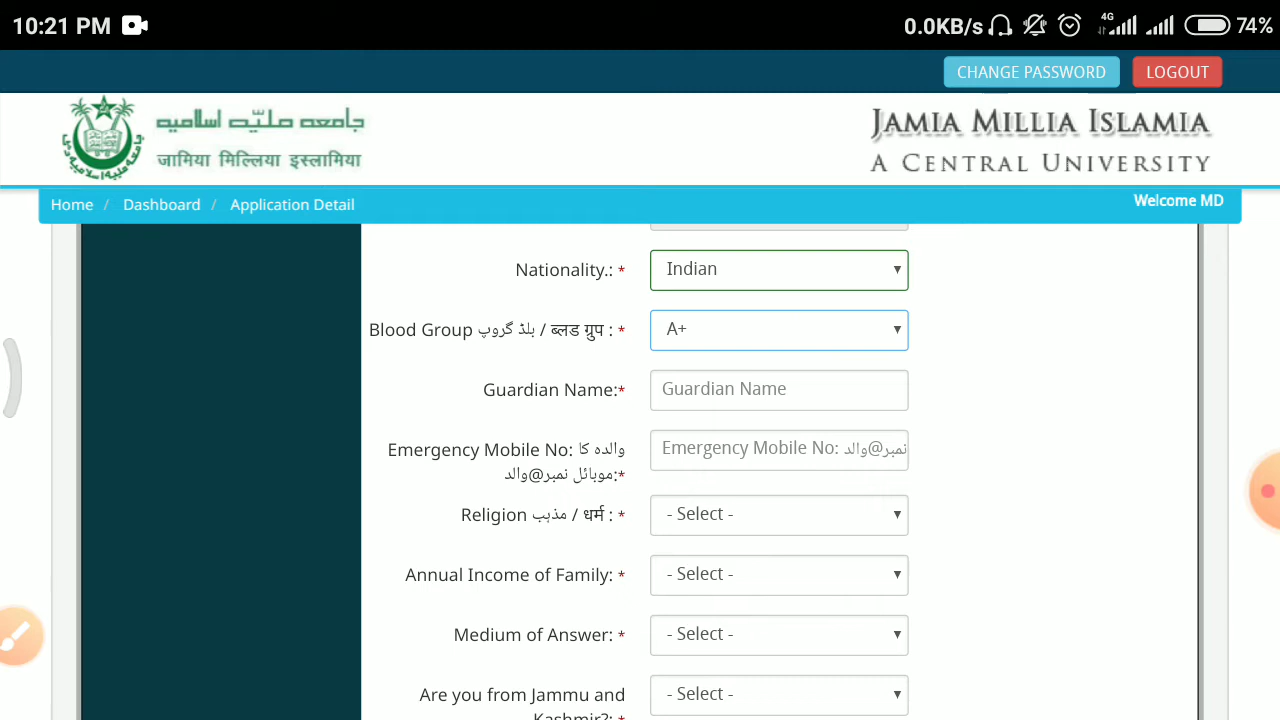 10:21 PM 0.0KB/s 4G 74%
CHANGE PASSWORD LOGOUT
جامعہ ملیّہ اسلامیہ
जामिया मिल्लिया इस्लामिया
JAMIA MILLIA ISLAMIA
A CENTRAL UNIVERSITY
Home / Dashboard / Application Detail Welcome MD
Nationality.: * Indian
Blood Group بلڈ گروپ / ब्लड ग्रुप : * A+
Guardian Name:* Guardian Name
Emergency Mobile No: والدہ کا Emergency Mobile No: نمبر@والد
موبائل نمبر@والد:*
Religion مذہب / धर्म : * - Select -
Annual Income of Family: * - Select -
Medium of Answer: * - Select -
Are you from Jammu and - Select -
Kashmir?: *